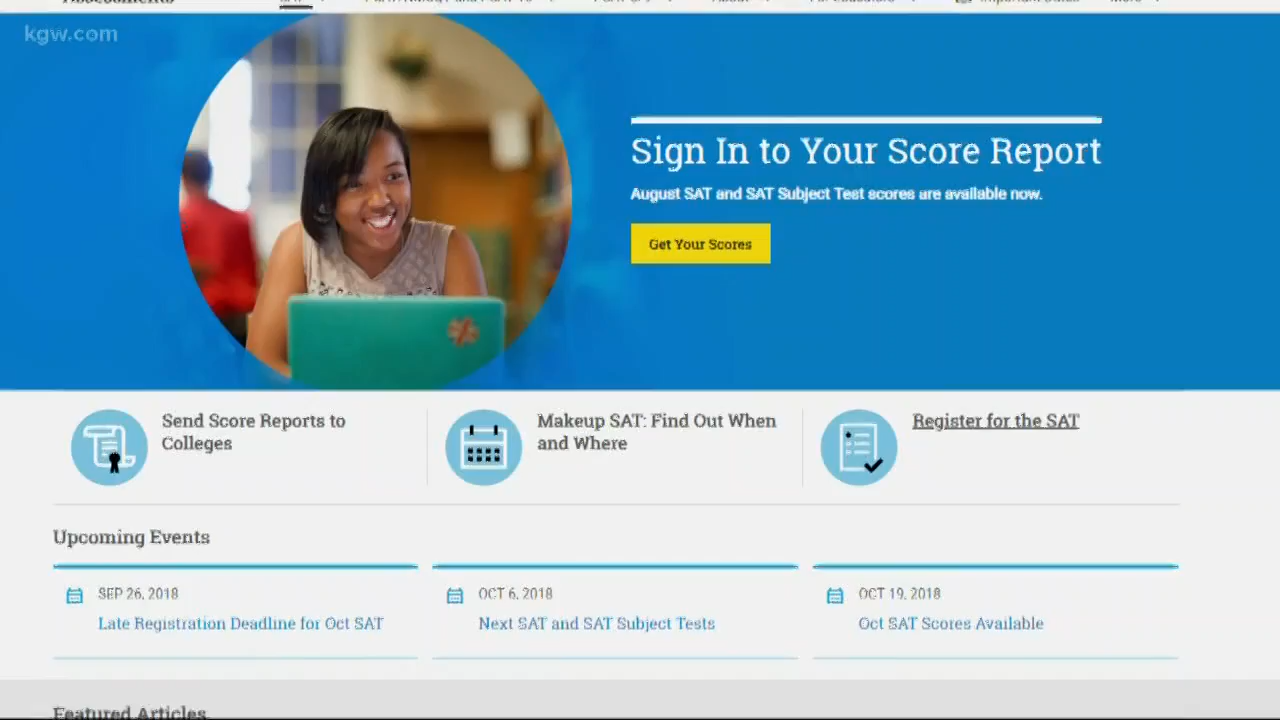 kgw.com
Sign In to Your Score Report
August SAT and SAT Subject Test scores are available now.
Get Your Scores
Send Score Reports to
Colleges
Makeup SAT: Find Out When
and Where
Register for the SAT
Upcoming Events
SEP 26, 2018
Late Registration Deadline for Oct SAT
OCT 6, 2018
Next SAT and SAT Subject Tests
OCT 19, 2018
Oct SAT Scores Available
Featured Articles